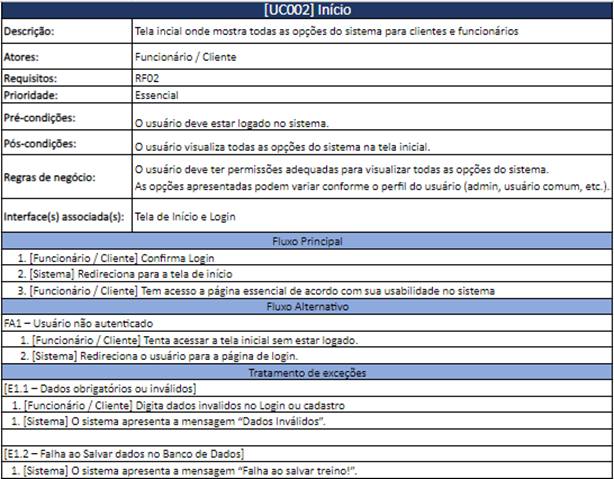 [UC002] Início
Descrição: Tela incial onde mostra todas as opções do sistema para clientes e funcionários
Atores: Funcionário / Cliente
Requisitos: RF02
Prioridade: Essencial
Pré-condições: O usuário deve estar logado no sistema.
Pós-condições: O usuário visualiza todas as opções do sistema na tela inicial.
Regras de negócio: O usuário deve ter permissões adequadas para visualizar todas as opções do sistema.
As opções apresentadas podem variar conforme o perfil do usuário (admin, usuário comum, etc.).
Interface(s) associada(s): Tela de Início e Login
Fluxo Principal
1. [Funcionário / Cliente] Confirma Login
2. [Sistema] Redireciona para a tela de início
3. [Funcionário / Cliente] Tem acesso a página essencial de acordo com sua usabilidade no sistema
Fluxo Alternativo
FA1 – Usuário não autenticado
1. [Funcionário / Cliente] Tenta acessar a tela inicial sem estar logado.
2. [Sistema] Redireciona o usuário para a página de login.
Tratamento de exceções
[E1.1 – Dados obrigatórios ou inválidos]
1. [Funcionário / Cliente] Digita dados invalidos no Login ou cadastro
1. [Sistema] O sistema apresenta a mensagem “Dados Inválidos”.
[E1.2 – Falha ao Salvar dados no Banco de Dados]
1. [Sistema] O sistema apresenta a mensagem “Falha ao salvar treino!”.